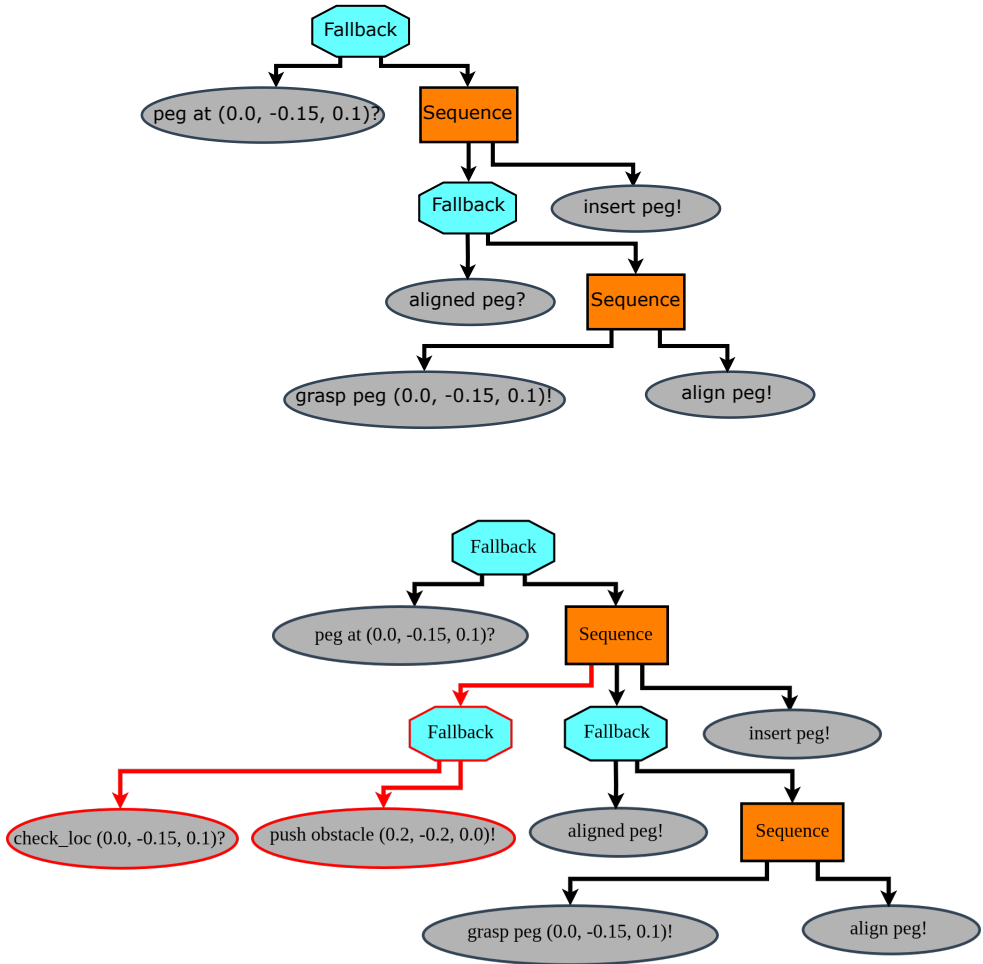 Fallback
peg at (0.0, -0.15, 0.1)?
Sequence
Fallback
insert peg!
aligned peg?
Sequence
grasp peg (0.0, -0.15, 0.1)!
align peg!
Fallback
peg at (0.0, -0.15, 0.1)?
Sequence
Fallback
Fallback
insert peg!
check_loc (0.0, -0.15, 0.1)?
push obstacle (0.2, -0.2, 0.0)!
aligned peg!
Sequence
grasp peg (0.0, -0.15, 0.1)!
align peg!